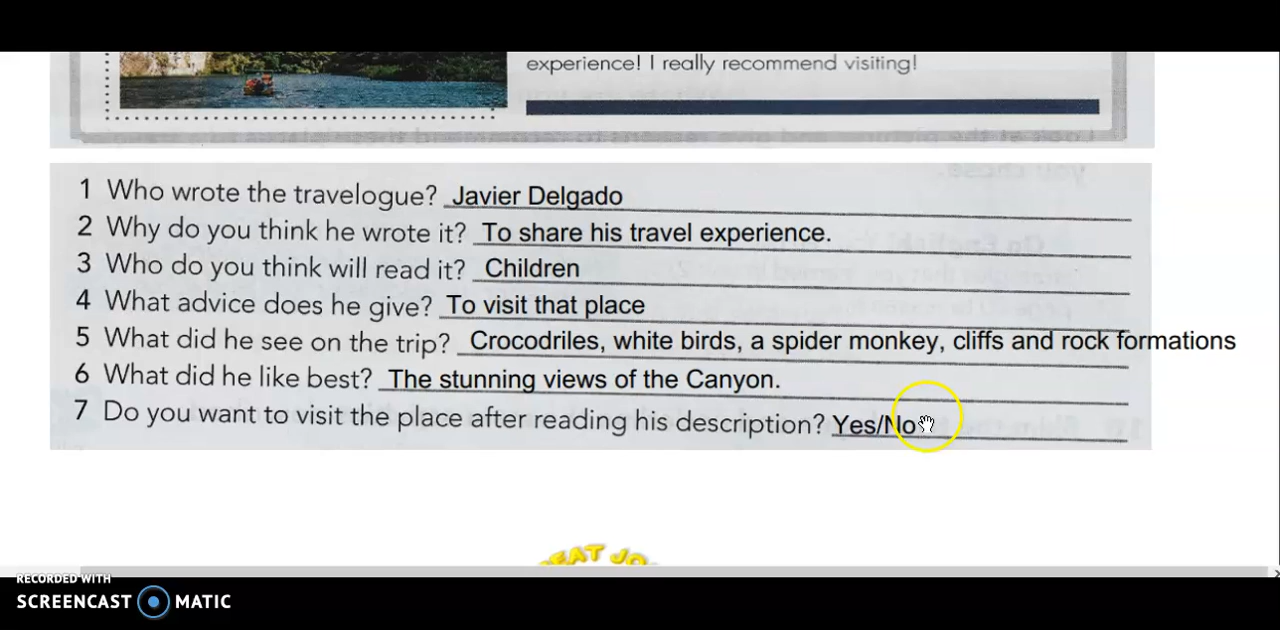 experience! I really recommend visiting!
1 Who wrote the travelogue? Javier Delgado
2 Why do you think he wrote it? To share his travel experience.
3 Who do you think will read it? Children
4 What advice does he give? To visit that place
5 What did he see on the trip? Crocodriles, white birds, a spider monkey, cliffs and rock formations
6 What did he like best? The stunning views of the Canyon.
7 Do you want to visit the place after reading his description? Yes/No
RECORDED WITH
SCREENCAST MATIC